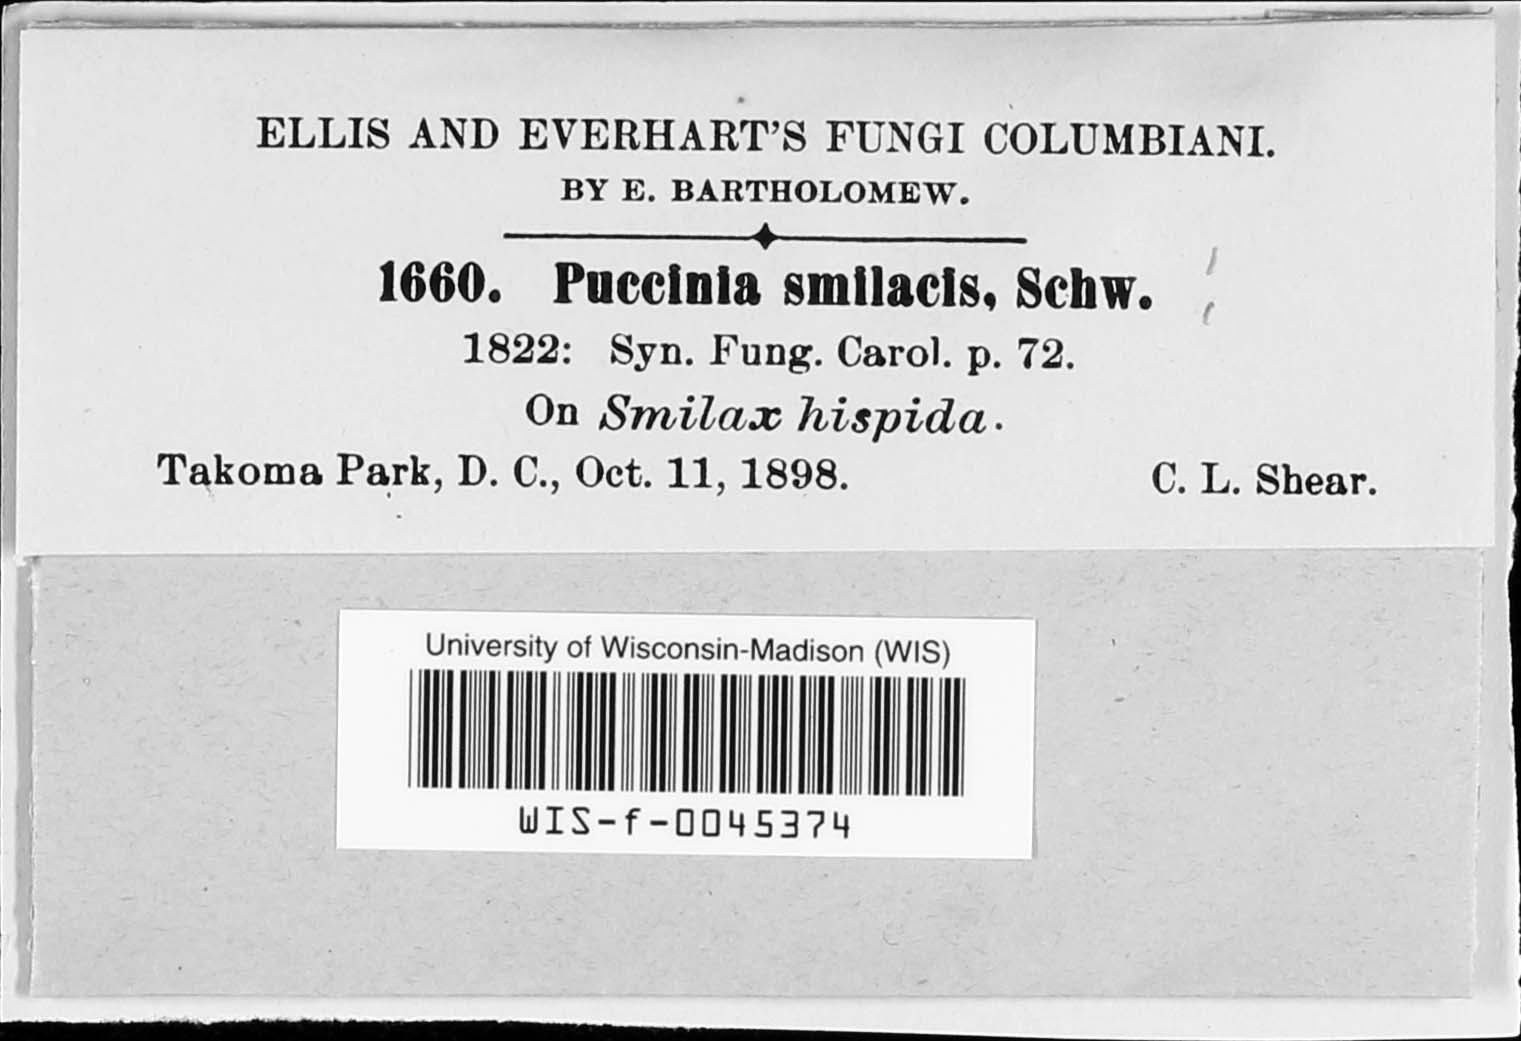 ELLIS AND EVERHART'S FUNGI COLUMBIANI.
BY E. BARTHOLOMEW.
1660. Puccinia smilacis, Schw.
1822: Syn. Fung. Carol. p. 72.
On Smilax hispida.
Takoma Park, D. C., Oct. 11, 1898. C. L. Shear.
University of Wisconsin-Madison (WIS)
WIS-f-0045374